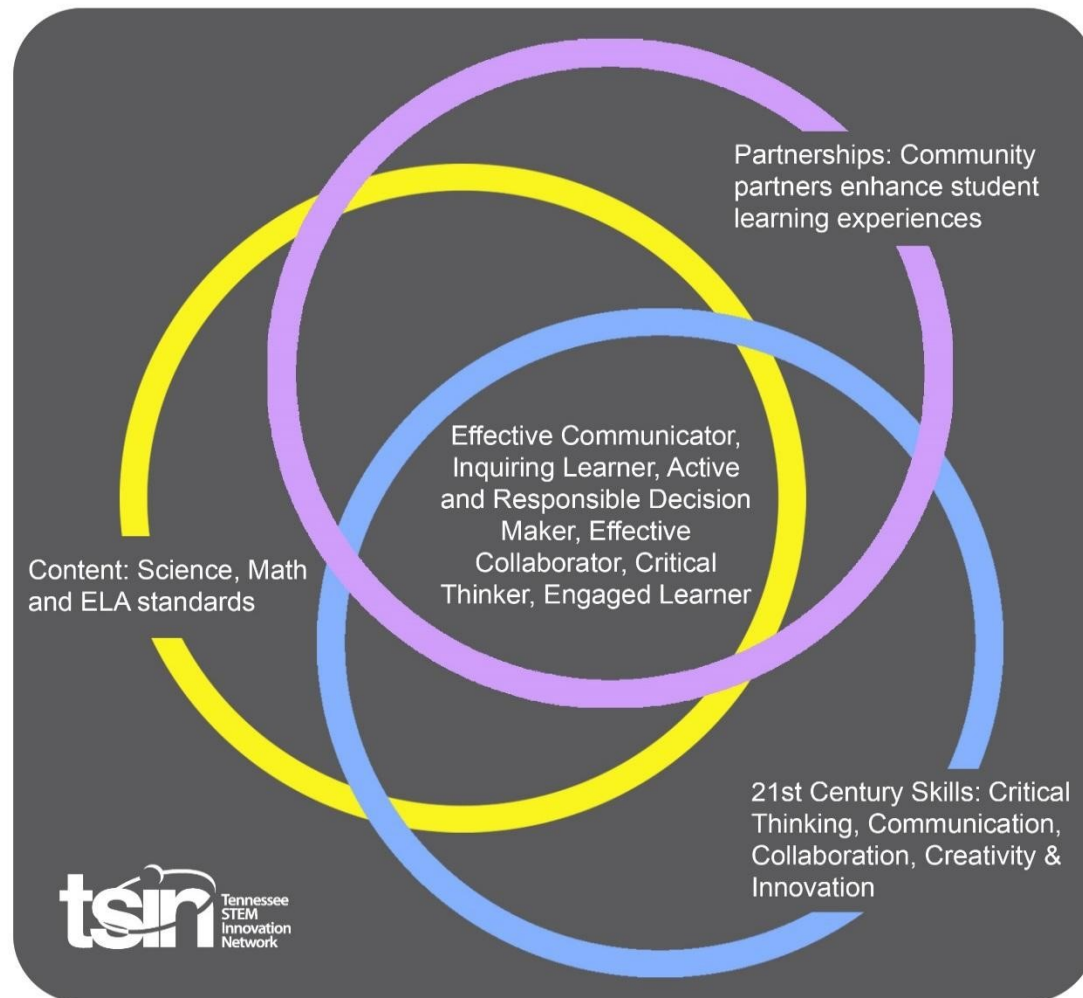 Partnerships: Community
partners enhance student
learning experiences
Effective Communicator,
Inquiring Learner, Active
and Responsible Decision
Maker, Effective
Collaborator, Critical
Thinker, Engaged Learner
Content: Science, Math
and ELA standards
21st Century Skills: Critical
Thinking, Communication,
Collaboration, Creativity &
Innovation
tsin
Tennessee
STEM
Innovation
Network